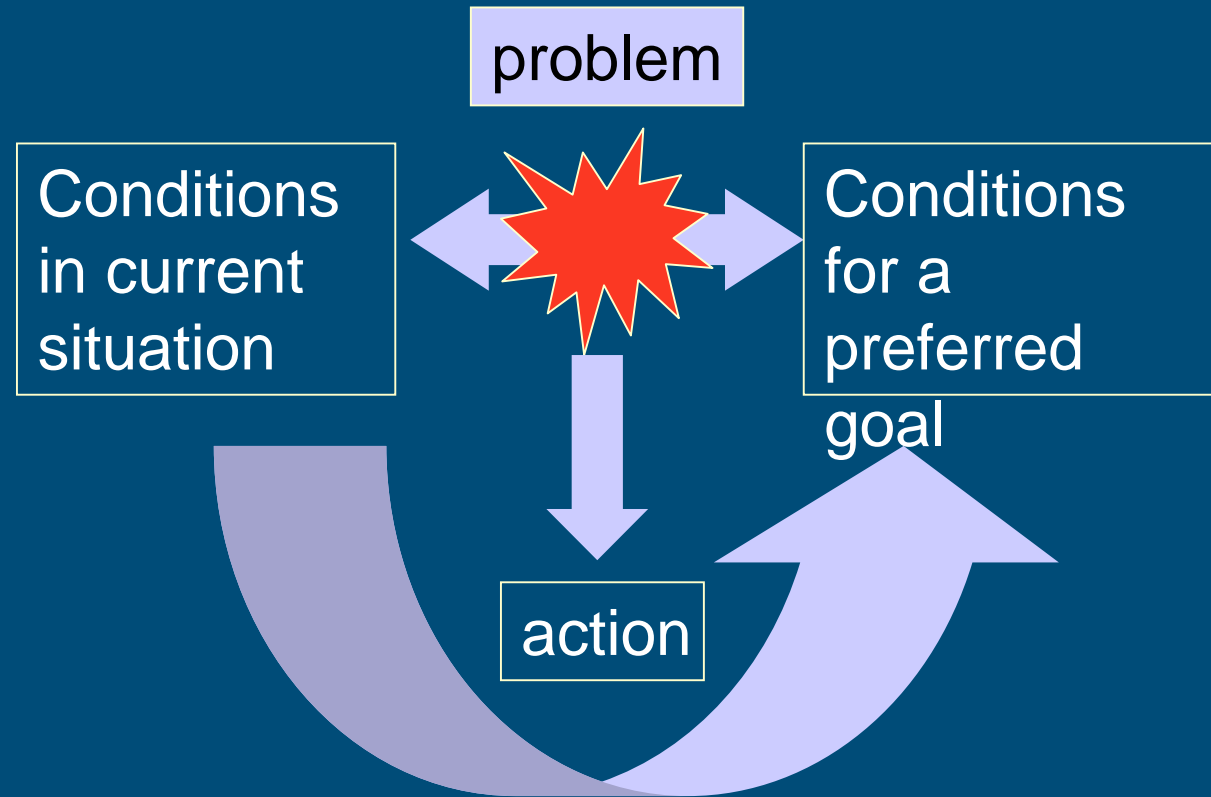 problem
Conditions
in current
situation
Conditions
for a
preferred
goal
action